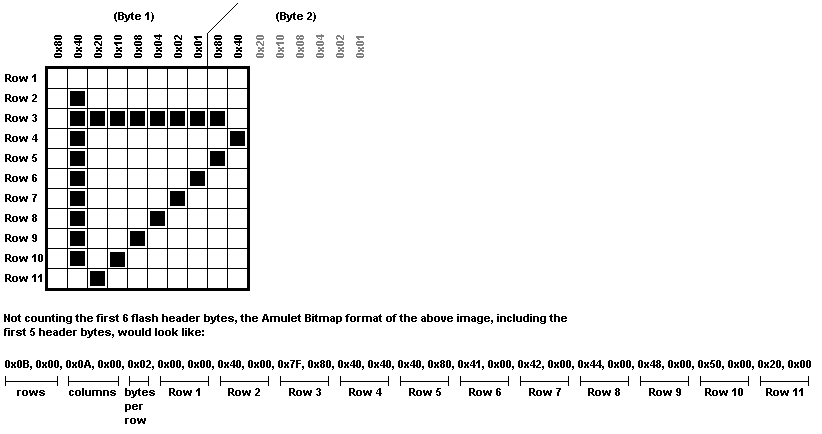 (Byte 1) (Byte 2)
0x80 0x40 0x20 0x10 0x08 0x04 0x02 0x01 0x80 0x40 0x20 0x10 0x08 0x04 0x02 0x01
Row 1
Row 2
Row 3
Row 4
Row 5
Row 6
Row 7
Row 8
Row 9
Row 10
Row 11
Not counting the first 6 flash header bytes, the Amulet Bitmap format of the above image, including the
first 5 header bytes, would look like:
0x0B, 0x00, 0x0A, 0x00, 0x02, 0x00, 0x00, 0x40, 0x00, 0x7F, 0x80, 0x40, 0x40, 0x40, 0x80, 0x41, 0x00, 0x42, 0x00, 0x44, 0x00, 0x48, 0x00, 0x50, 0x00, 0x20, 0x00
rows columns bytes Row 1 Row 2 Row 3 Row 4 Row 5 Row 6 Row 7 Row 8 Row 9 Row 10 Row 11
per
row